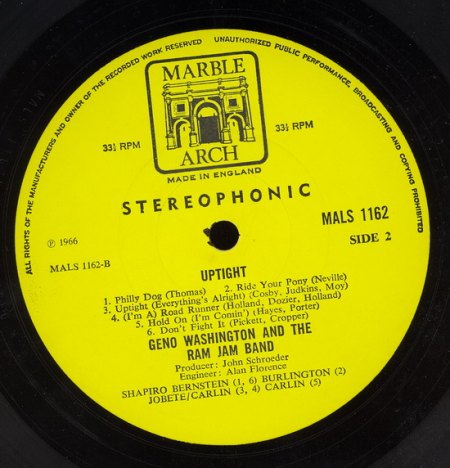 ALL RIGHTS OF THE MANUFACTURERS AND OWNER OF THE RECORDED WORK RESERVED
UNAUTHORIZED PUBLIC PERFORMANCE, BROADCASTING AND COPYING PROHIBITED
MARBLE
ARCH
33⅓ RPM
33⅓ RPM
MADE IN ENGLAND
STEREOPHONIC
MALS 1162
SIDE 2
℗ 1966
MALS 1162-B
UPTIGHT
1. Philly Dog (Thomas) 2. Ride Your Pony (Neville)
3. Uptight (Everything's Alright) (Cosby, Judkins, Moy)
4. (I'm A) Road Runner (Holland, Dozier, Holland)
5. Hold On (I'm Comin') (Hayes, Porter)
6. Don't Fight It (Pickett, Cropper)
GENO WASHINGTON AND THE
RAM JAM BAND
Producer: John Schroeder
Engineer: Alan Florence
SHAPIRO BERNSTEIN (1, 6) BURLINGTON (2)
JOBETE/CARLIN (3, 4) CARLIN (5)